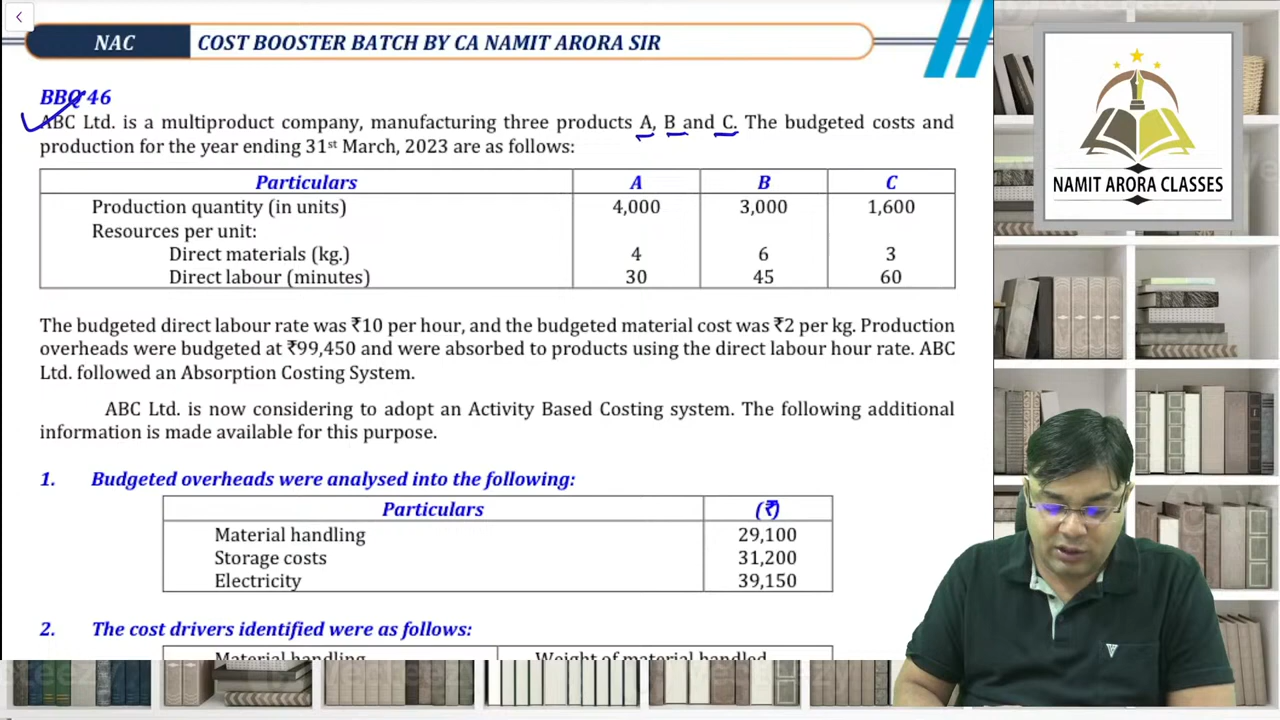 NAC COST BOOSTER BATCH BY CA NAMIT ARORA SIR
BBQ 46
ABC Ltd. is a multiproduct company, manufacturing three products A, B and C. The budgeted costs and
production for the year ending 31st March, 2023 are as follows:
Particulars A B C
Production quantity (in units) 4,000 3,000 1,600
Resources per unit:
Direct materials (kg.) 4 6 3
Direct labour (minutes) 30 45 60
The budgeted direct labour rate was ₹10 per hour, and the budgeted material cost was ₹2 per kg. Production
overheads were budgeted at ₹99,450 and were absorbed to products using the direct labour hour rate. ABC
Ltd. followed an Absorption Costing System.
ABC Ltd. is now considering to adopt an Activity Based Costing system. The following additional
information is made available for this purpose.
1. Budgeted overheads were analysed into the following:
Particulars (₹)
Material handling 29,100
Storage costs 31,200
Electricity 39,150
2. The cost drivers identified were as follows:
Material handling Weight of material handled
NAMIT ARORA CLASSES